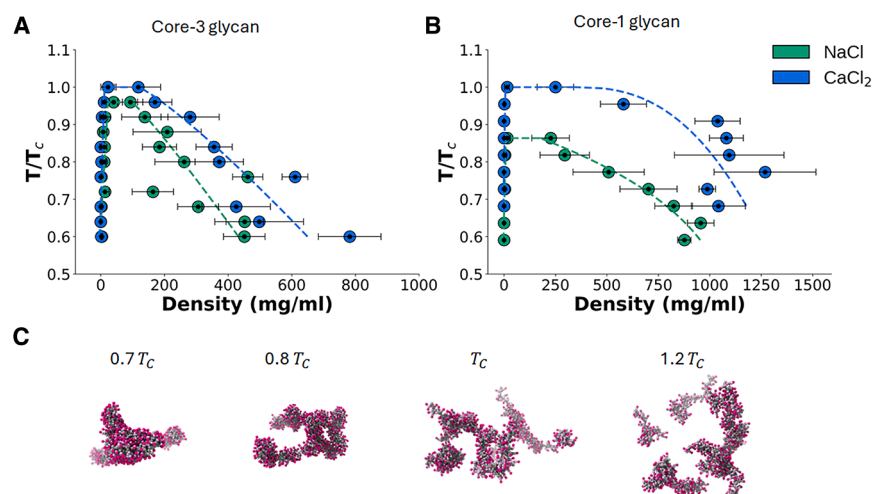 A
Core-3 glycan
B
Core-1 glycan
NaCl
CaCl2
1.1
1.0
0.9
0.8
0.7
0.6
0.5
T/Tc
0 200 400 600 800 1000
Density (mg/ml)
1.1
1.0
0.9
0.8
0.7
0.6
0.5
T/Tc
0 250 500 750 1000 1250 1500
Density (mg/ml)
C
0.7 TC
0.8 TC
TC
1.2 TC